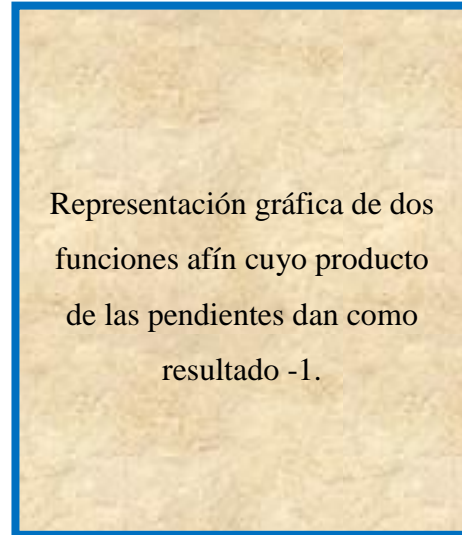 Representación gráfica de dos
funciones afín cuyo producto
de las pendientes dan como
resultado -1.